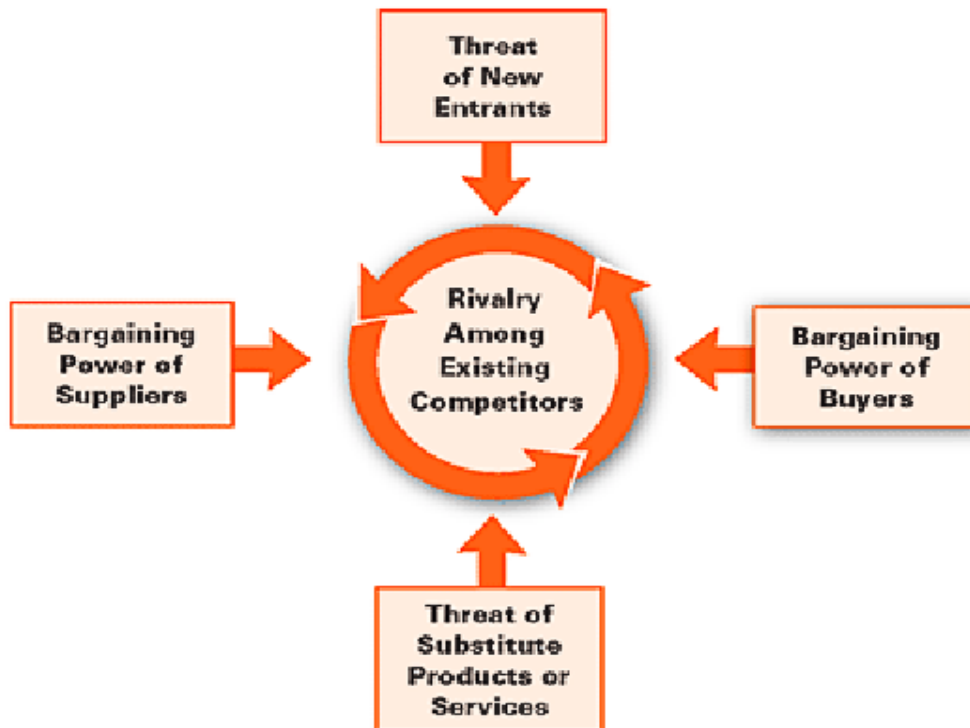 Threat
of New
Entrants
Rivalry
Among
Existing
Competitors
Bargaining
Power of
Suppliers
Bargaining
Power of
Buyers
Threat of
Substitute
Products or
Services